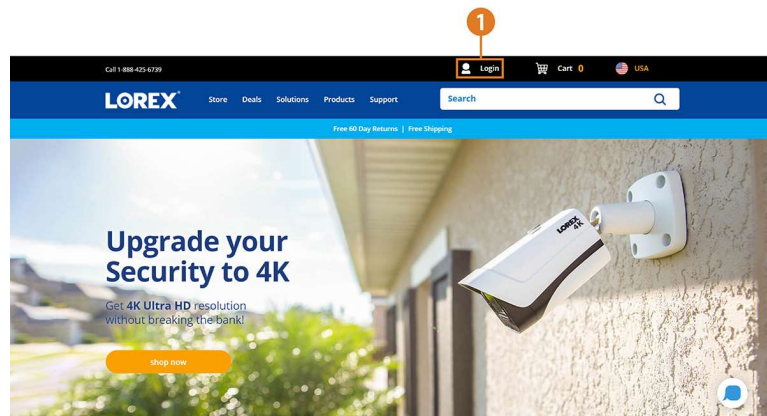 1
Call 1-888-425-6739
Login
Cart 0
USA
LOREX
Store Deals Solutions Products Support
Search
Free 60 Day Returns | Free Shipping
Upgrade your
Security to 4K
Get 4K Ultra HD resolution
without breaking the bank!
shop now
LOREX
4K